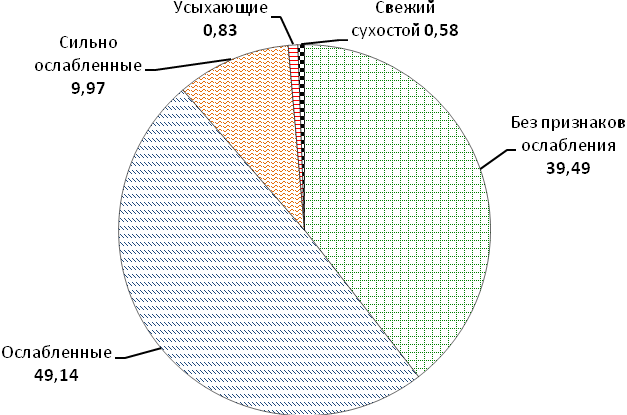 Усыхающие
0,83
Свежий
сухостой 0,58
Сильно
ослабленные
9,97
Без признаков
ослабления
39,49
Ослабленные
49,14